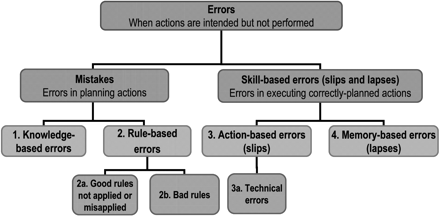 Errors
When actions are intended but not performed
Mistakes
Errors in planning actions
Skill-based errors (slips and lapses)
Errors in executing correctly-planned actions
1. Knowledge-
based errors
2. Rule-based
errors
3. Action-based errors
(slips)
4. Memory-based errors
(lapses)
2a. Good rules
not applied or
misapplied
2b. Bad rules
3a. Technical
errors